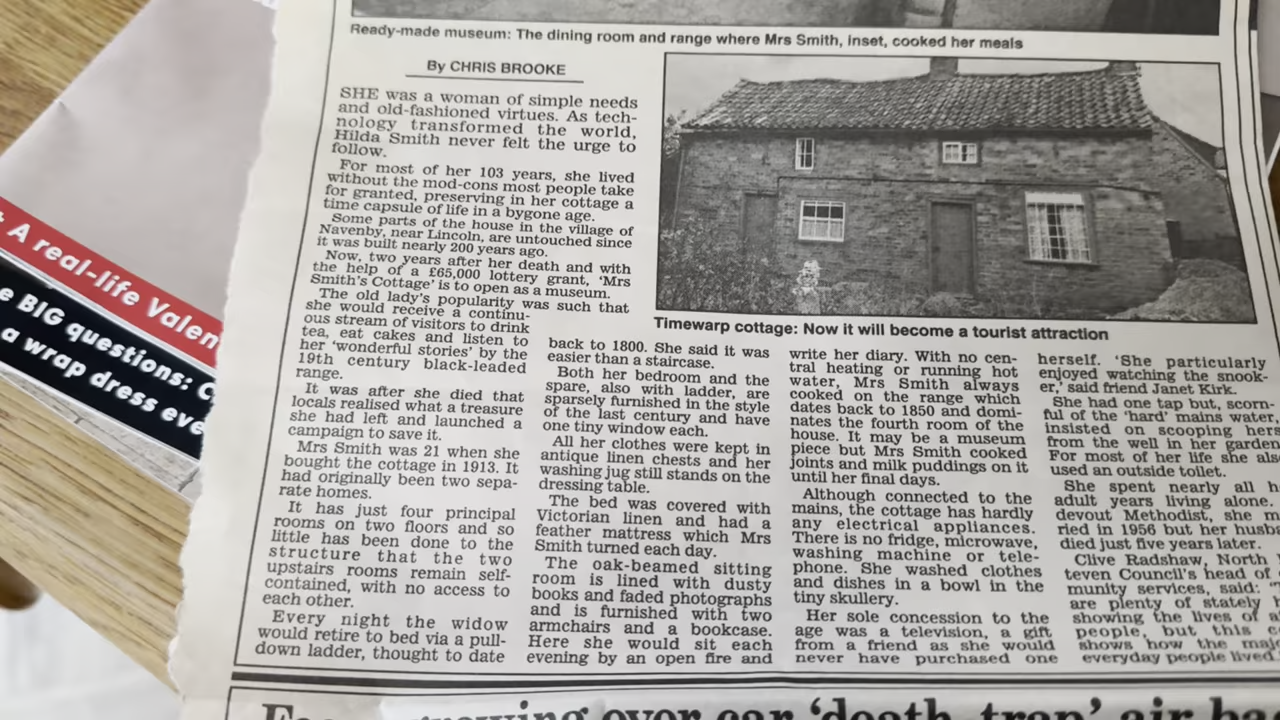 Ready-made museum: The dining room and range where Mrs Smith, inset, cooked her meals
By CHRIS BROOKE
SHE was a woman of simple needs
and old-fashioned virtues. As tech-
nology transformed the world,
Hilda Smith never felt the urge to
follow.
For most of her 103 years, she lived
without the mod-cons most people take
for granted, preserving in her cottage a
time capsule of life in a bygone age.
Some parts of the house in the village of
Navenby, near Lincoln, are untouched since
it was built nearly 200 years ago.
Now, two years after her death and with
the help of a £65,000 lottery grant, 'Mrs
Smith's Cottage' is to open as a museum.
The old lady's popularity was such that
she would receive a continu-
ous stream of visitors to drink
tea, eat cakes and listen to
her 'wonderful stories' by the
19th century black-leaded
range.
It was after she died that
locals realised what a treasure
she had left and launched a
campaign to save it.
Mrs Smith was 21 when she
bought the cottage in 1913. It
had originally been two sepa-
rate homes.
It has just four principal
rooms on two floors and so
little has been done to the
structure that the two
upstairs rooms remain self-
contained, with no access to
each other.
Every night the widow
would retire to bed via a pull-
down ladder, thought to date
Timewarp cottage: Now it will become a tourist attraction
back to 1800. She said it was
easier than a staircase.
Both her bedroom and the
spare, also with ladder, are
sparsely furnished in the style
of the last century and have
one tiny window each.
All her clothes were kept in
antique linen chests and her
washing jug still stands on the
dressing table.
The bed was covered with
Victorian linen and had a
feather mattress which Mrs
Smith turned each day.
The oak-beamed sitting
room is lined with dusty
books and faded photographs
and is furnished with two
armchairs and a bookcase.
Here she would sit each
evening by an open fire and
write her diary. With no cen-
tral heating or running hot
water, Mrs Smith always
cooked on the range which
dates back to 1850 and domi-
nates the fourth room of the
house. It may be a museum
piece but Mrs Smith cooked
joints and milk puddings on it
until her final days.
Although connected to the
mains, the cottage has hardly
any electrical appliances.
There is no fridge, microwave,
washing machine or tele-
phone. She washed clothes
and dishes in a bowl in the
tiny skullery.
Her sole concession to the
age was a television, a gift
from a friend as she would
never have purchased one
herself. 'She particularly
enjoyed watching the snook-
er,' said friend Janet Kirk.
She had one tap but, scorn-
ful of the 'hard' mains water,
insisted on scooping hers
from the well in her garden
For most of her life she also
used an outside toilet.
She spent nearly all h
adult years living alone.
devout Methodist, she m
ried in 1956 but her husb
died just five years later.
Clive Radshaw, North
teven Council's head of
munity services, said:
are plenty of stately
showing the lives of
people, but this
shows how the maj
everyday people lived.
A real-life Valen
e BIG questions:
a wrap dress eve
over car 'death trap' air ba